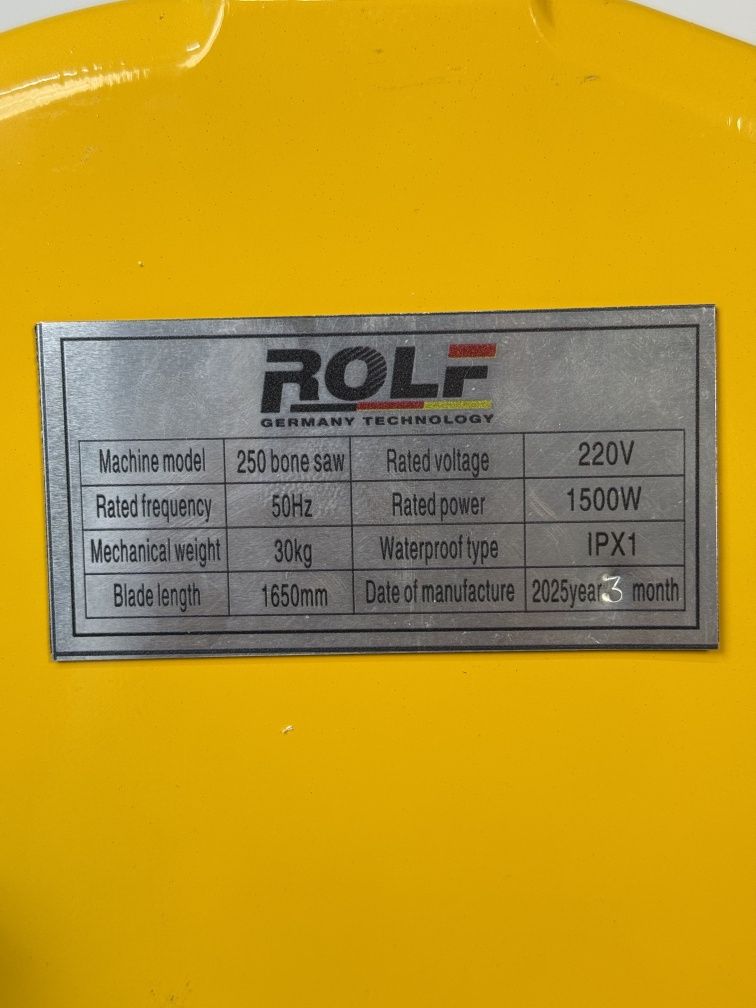 ROLF
GERMANY TECHNOLOGY
Machine model 250 bone saw Rated voltage 220V
Rated frequency 50Hz Rated power 1500W
Mechanical weight 30kg Waterproof type IPX1
Blade length 1650mm Date of manufacture 2025year 3 month